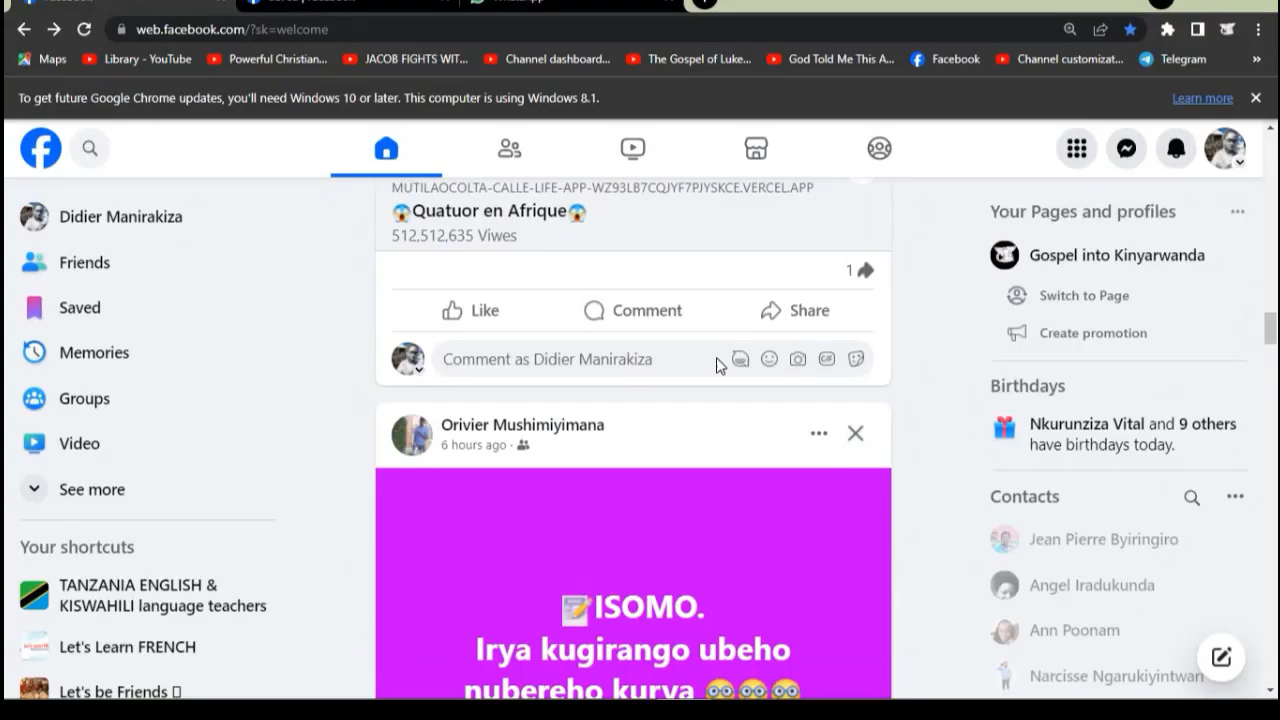 web.facebook.com/?sk=welcome
Maps
Library - YouTube
Powerful Christian...
JACOB FIGHTS WIT...
Channel dashboard...
The Gospel of Luke...
God Told Me This A...
Facebook
Channel customizat...
Telegram
»
To get future Google Chrome updates, you'll need Windows 10 or later. This computer is using Windows 8.1.
Learn more
Didier Manirakiza
Friends
Saved
Memories
Groups
Video
See more
Your shortcuts
TANZANIA ENGLISH &
KISWAHILI language teachers
Let's Learn FRENCH
Let's be Friends
MUTILAOCOLTA-CALLE-LIFE-APP-WZ93LB7CQJYF7PJYSKCE.VERCEL.APP
😱Quatuor en Afrique😱
512,512,635 Viwes
1
Like
Comment
Share
Comment as Didier Manirakiza
GIF
Orivier Mushimiyimana
6 hours ago ·
📝ISOMO.
Irya kugirango ubeho
nubereho kurya
Your Pages and profiles
Gospel into Kinyarwanda
Switch to Page
Create promotion
Birthdays
Nkurunziza Vital and 9 others
have birthdays today.
Contacts
Jean Pierre Byiringiro
Angel Iradukunda
Ann Poonam
Narcisse Ngarukiyintwari